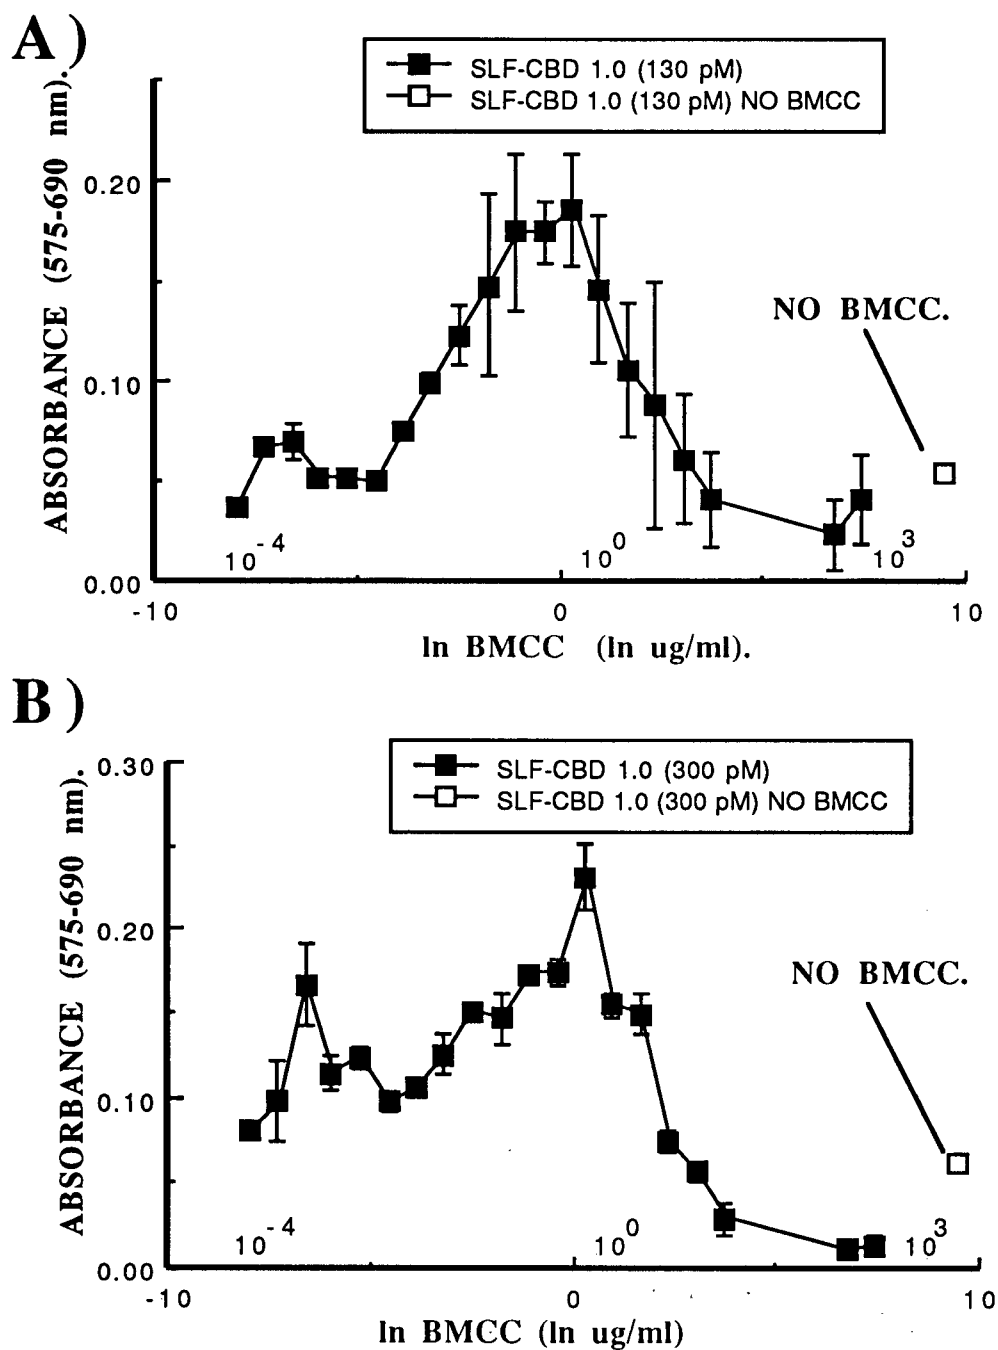 A)
SLF-CBD 1.0 (130 pM)
SLF-CBD 1.0 (130 pM) NO BMCC
ABSORBANCE (575-690 nm).
0.20
0.10
0.00
NO BMCC.
10^-4
10^0
10^3
-10
0
10
ln BMCC (ln ug/ml).
B)
SLF-CBD 1.0 (300 pM)
SLF-CBD 1.0 (300 pM) NO BMCC
ABSORBANCE (575-690 nm).
0.30
0.20
0.10
0.00
NO BMCC.
10^-4
10^0
10^3
-10
0
10
ln BMCC (ln ug/ml)